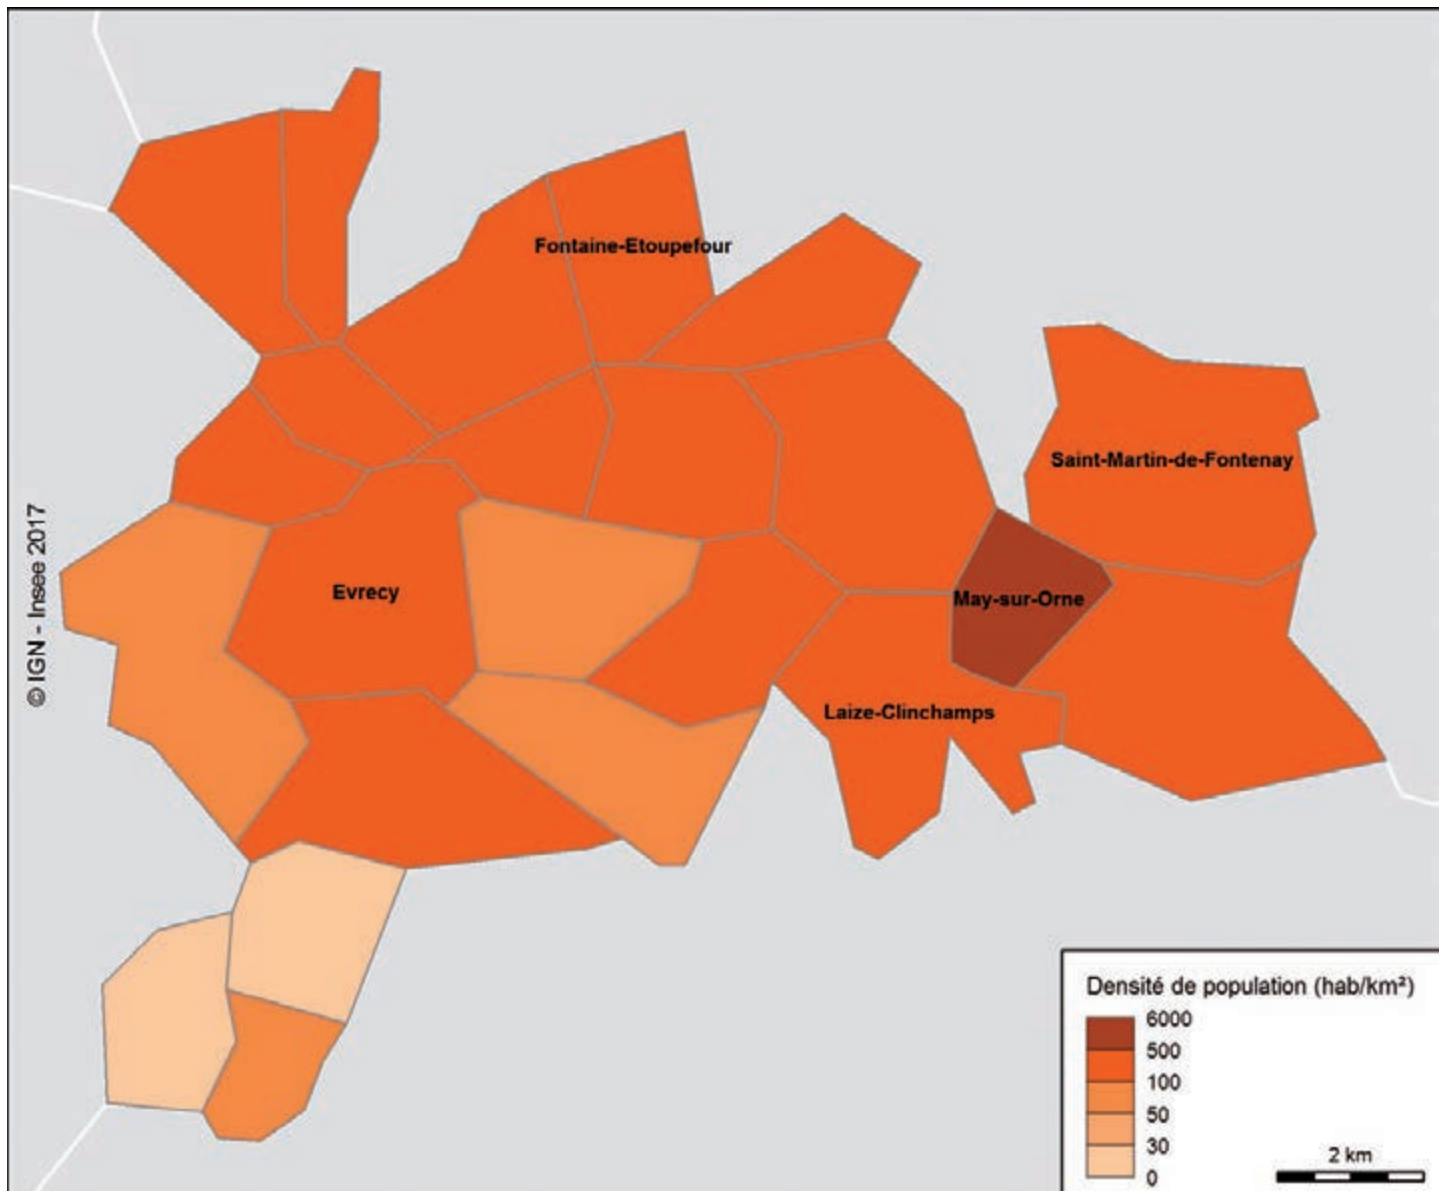 Fontaine-Etoupefour
Saint-Martin-de-Fontenay
Evrecy
May-sur-Orne
Laize-Clinchamps
© IGN - Insee 2017
Densité de population (hab/km²)
6000
500
100
50
30
0
2 km